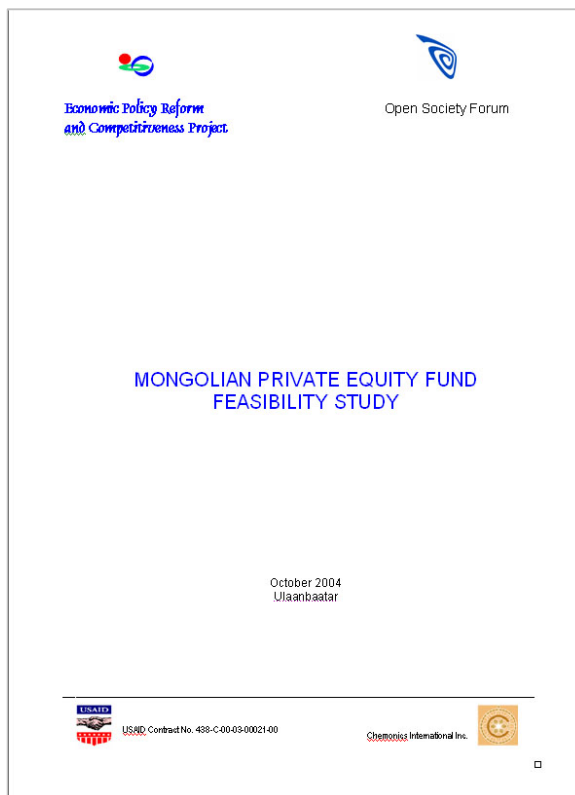 Economic Policy Reform
and Competitiveness Project
Open Society Forum
MONGOLIAN PRIVATE EQUITY FUND
FEASIBILITY STUDY
October 2004
Ulaanbaatar
USAID
USAID Contract No. 438-C-00-03-00021-00
Chemonics International Inc.
C